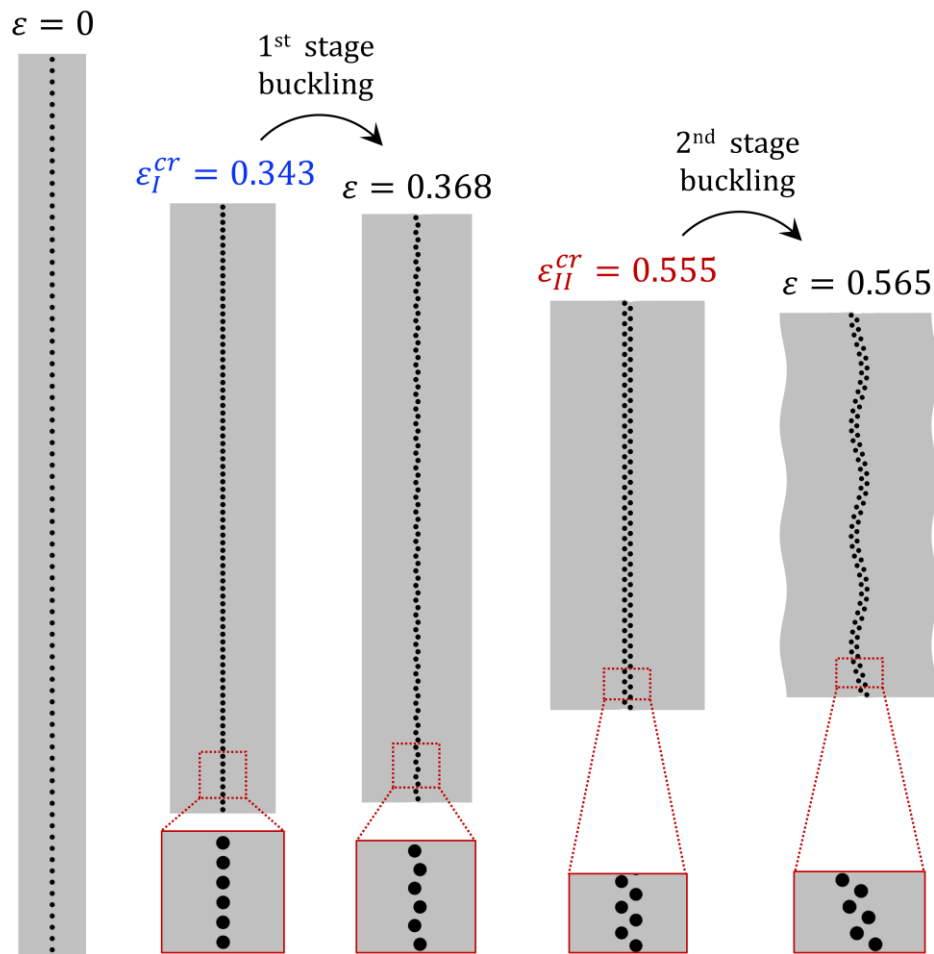 ε = 0
1st stage
buckling
ε_I^cr = 0.343
ε = 0.368
2nd stage
buckling
ε_II^cr = 0.555
ε = 0.565